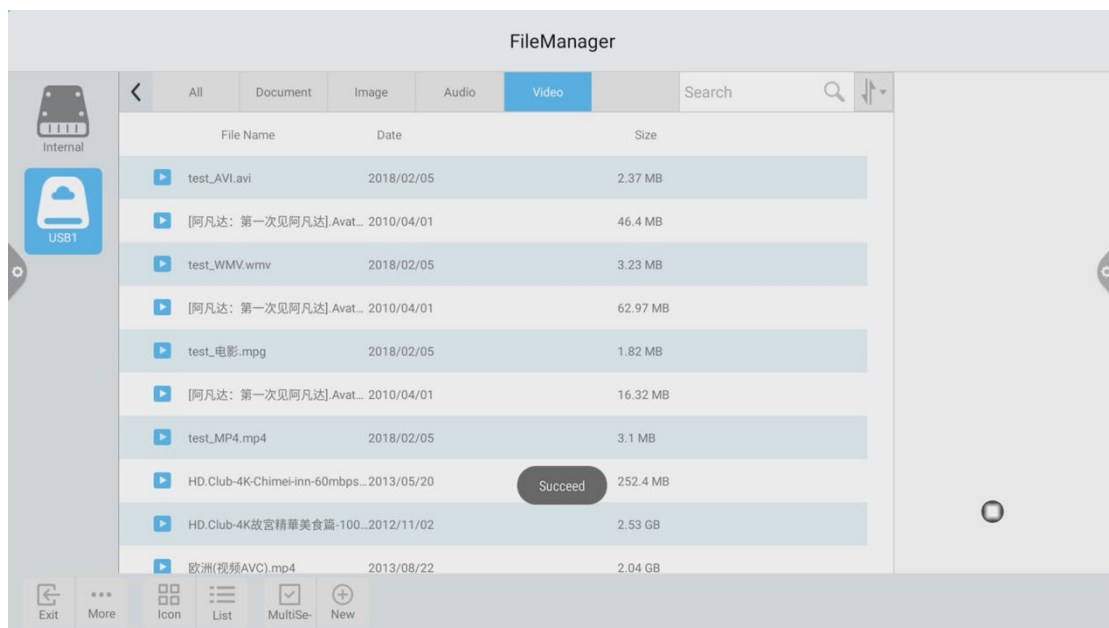 FileManager
All Document Image Audio Video Search
Internal
USB1
File Name Date Size
test_AVI.avi 2018/02/05 2.37 MB
[阿凡达：第一次见阿凡达].Avat... 2010/04/01 46.4 MB
test_WMV.wmv 2018/02/05 3.23 MB
[阿凡达：第一次见阿凡达].Avat... 2010/04/01 62.97 MB
test_电影.mpg 2018/02/05 1.82 MB
[阿凡达：第一次见阿凡达].Avat... 2010/04/01 16.32 MB
test_MP4.mp4 2018/02/05 3.1 MB
HD.Club-4K-Chimei-inn-60mbps... 2013/05/20 252.4 MB
Succeed
HD.Club-4K故宮精華美食篇-100... 2012/11/02 2.53 GB
欧洲(视频AVC).mp4 2013/08/22 2.04 GB
Exit More Icon List MultiSe- New